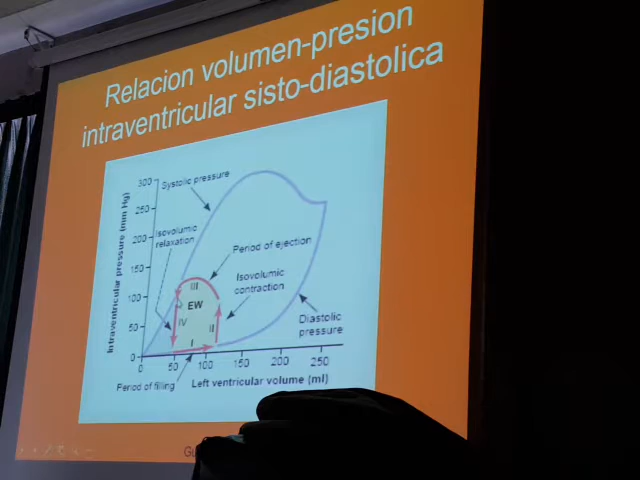 Relacion volumen-presion
intraventricular sisto-diastolica
Intraventricular pressure (mm Hg)
300
250
200
150
100
50
0
Systolic pressure
Isovolumic
relaxation
Period of ejection
Isovolumic
contraction
III
EW
IV
II
I
Diastolic
pressure
0
50
100
150
200
250
Period of filling
Left ventricular volume (ml)